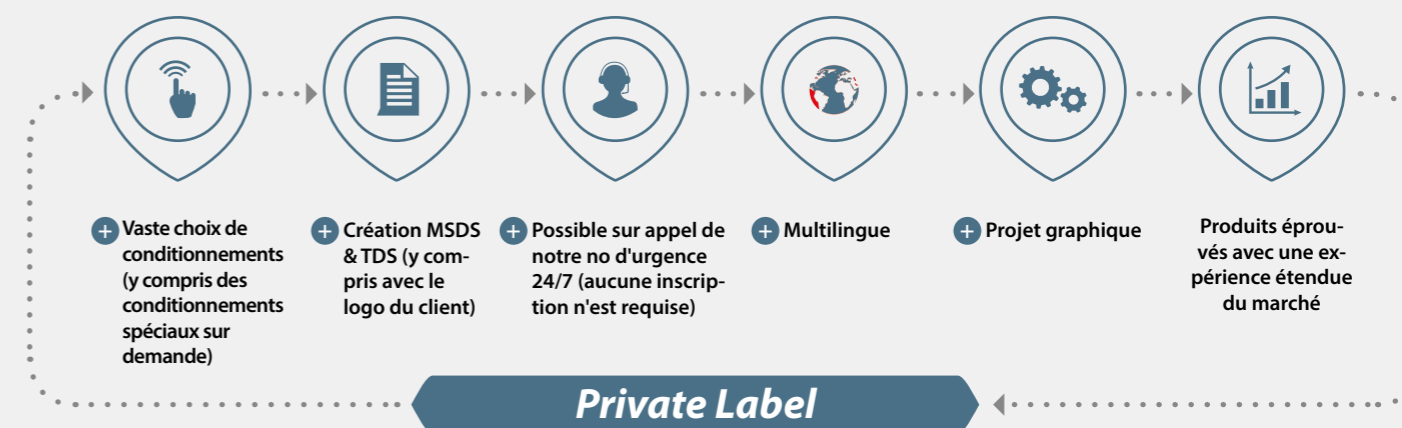 Vaste choix de
conditionnements
(y compris des
conditionnements
spéciaux sur
demande)
Création MSDS
& TDS (y com-
pris avec le
logo du client)
Possible sur appel de
notre no d'urgence
24/7 (aucune inscrip-
tion n'est requise)
Multilingue
Projet graphique
Produits éprou-
vés avec une ex-
périence étendue
du marché
Private Label